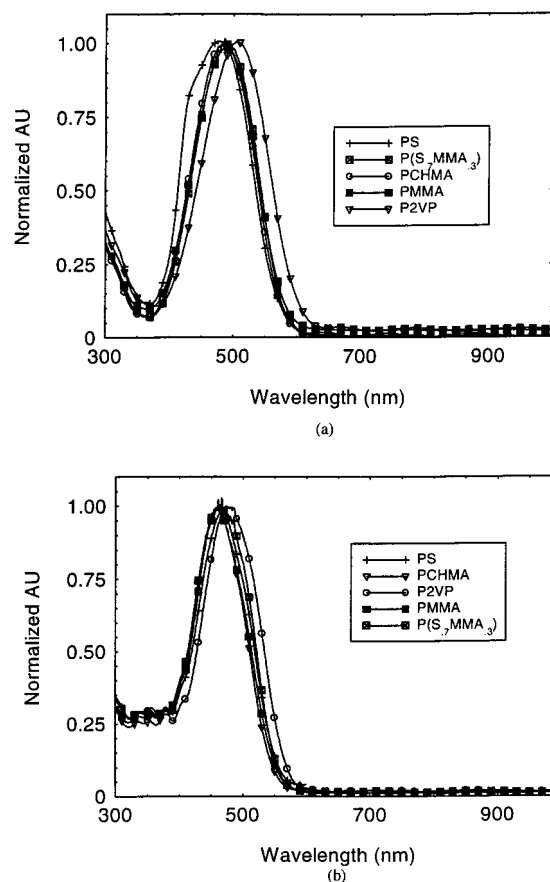 1.00
0.75
0.50
0.25
0
Normalized AU
PS
P(S.7MMA.3)
PCHMA
PMMA
P2VP
300 500 700 900
Wavelength (nm)
(a)
1.00
0.75
0.50
0.25
0
Normalized AU
PS
PCHMA
P2VP
PMMA
P(S.7MMA.3)
300 500 700 900
Wavelength (nm)
(b)